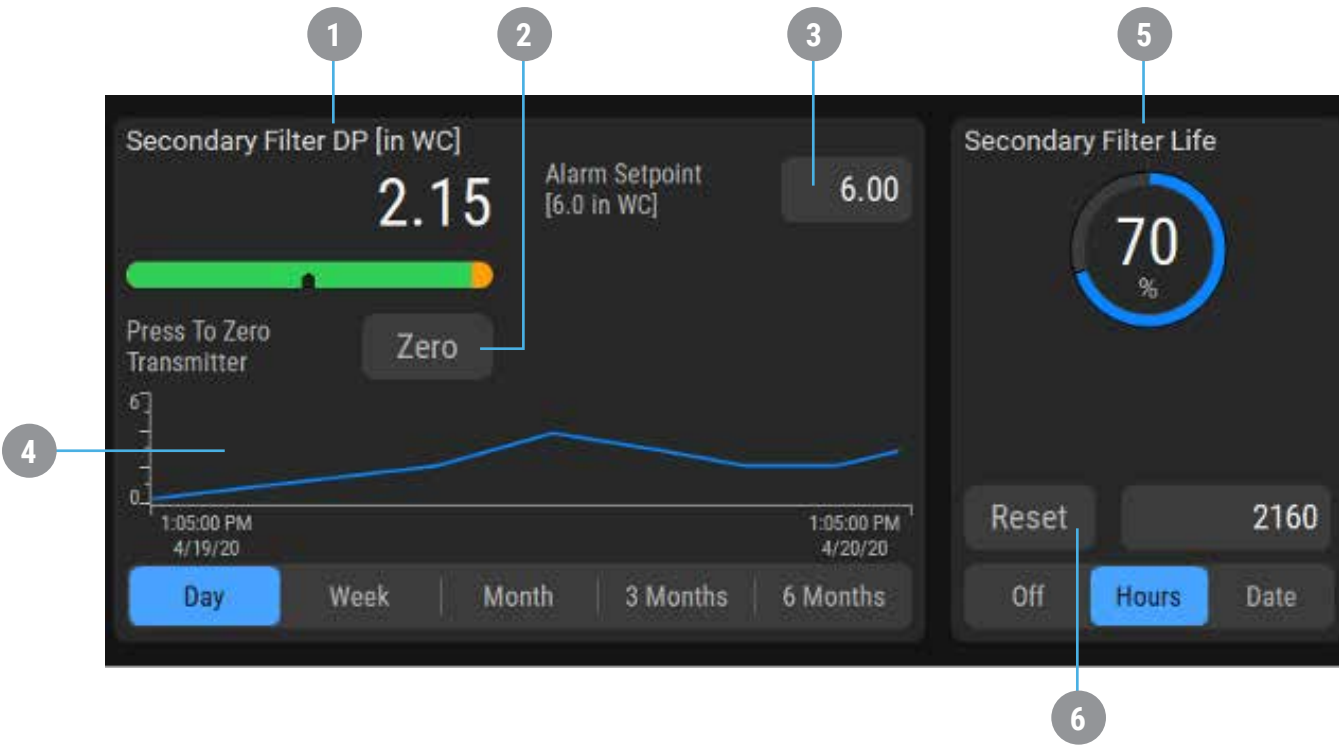 1
2
3
5
Secondary Filter DP [in WC]
2.15
Alarm Setpoint
[6.0 in WC]
6.00
Press To Zero
Transmitter
Zero
4
6
0
1:05:00 PM
4/19/20
1:05:00 PM
4/20/20
Day Week Month 3 Months 6 Months
Secondary Filter Life
70
%
Reset
2160
Off Hours Date
6